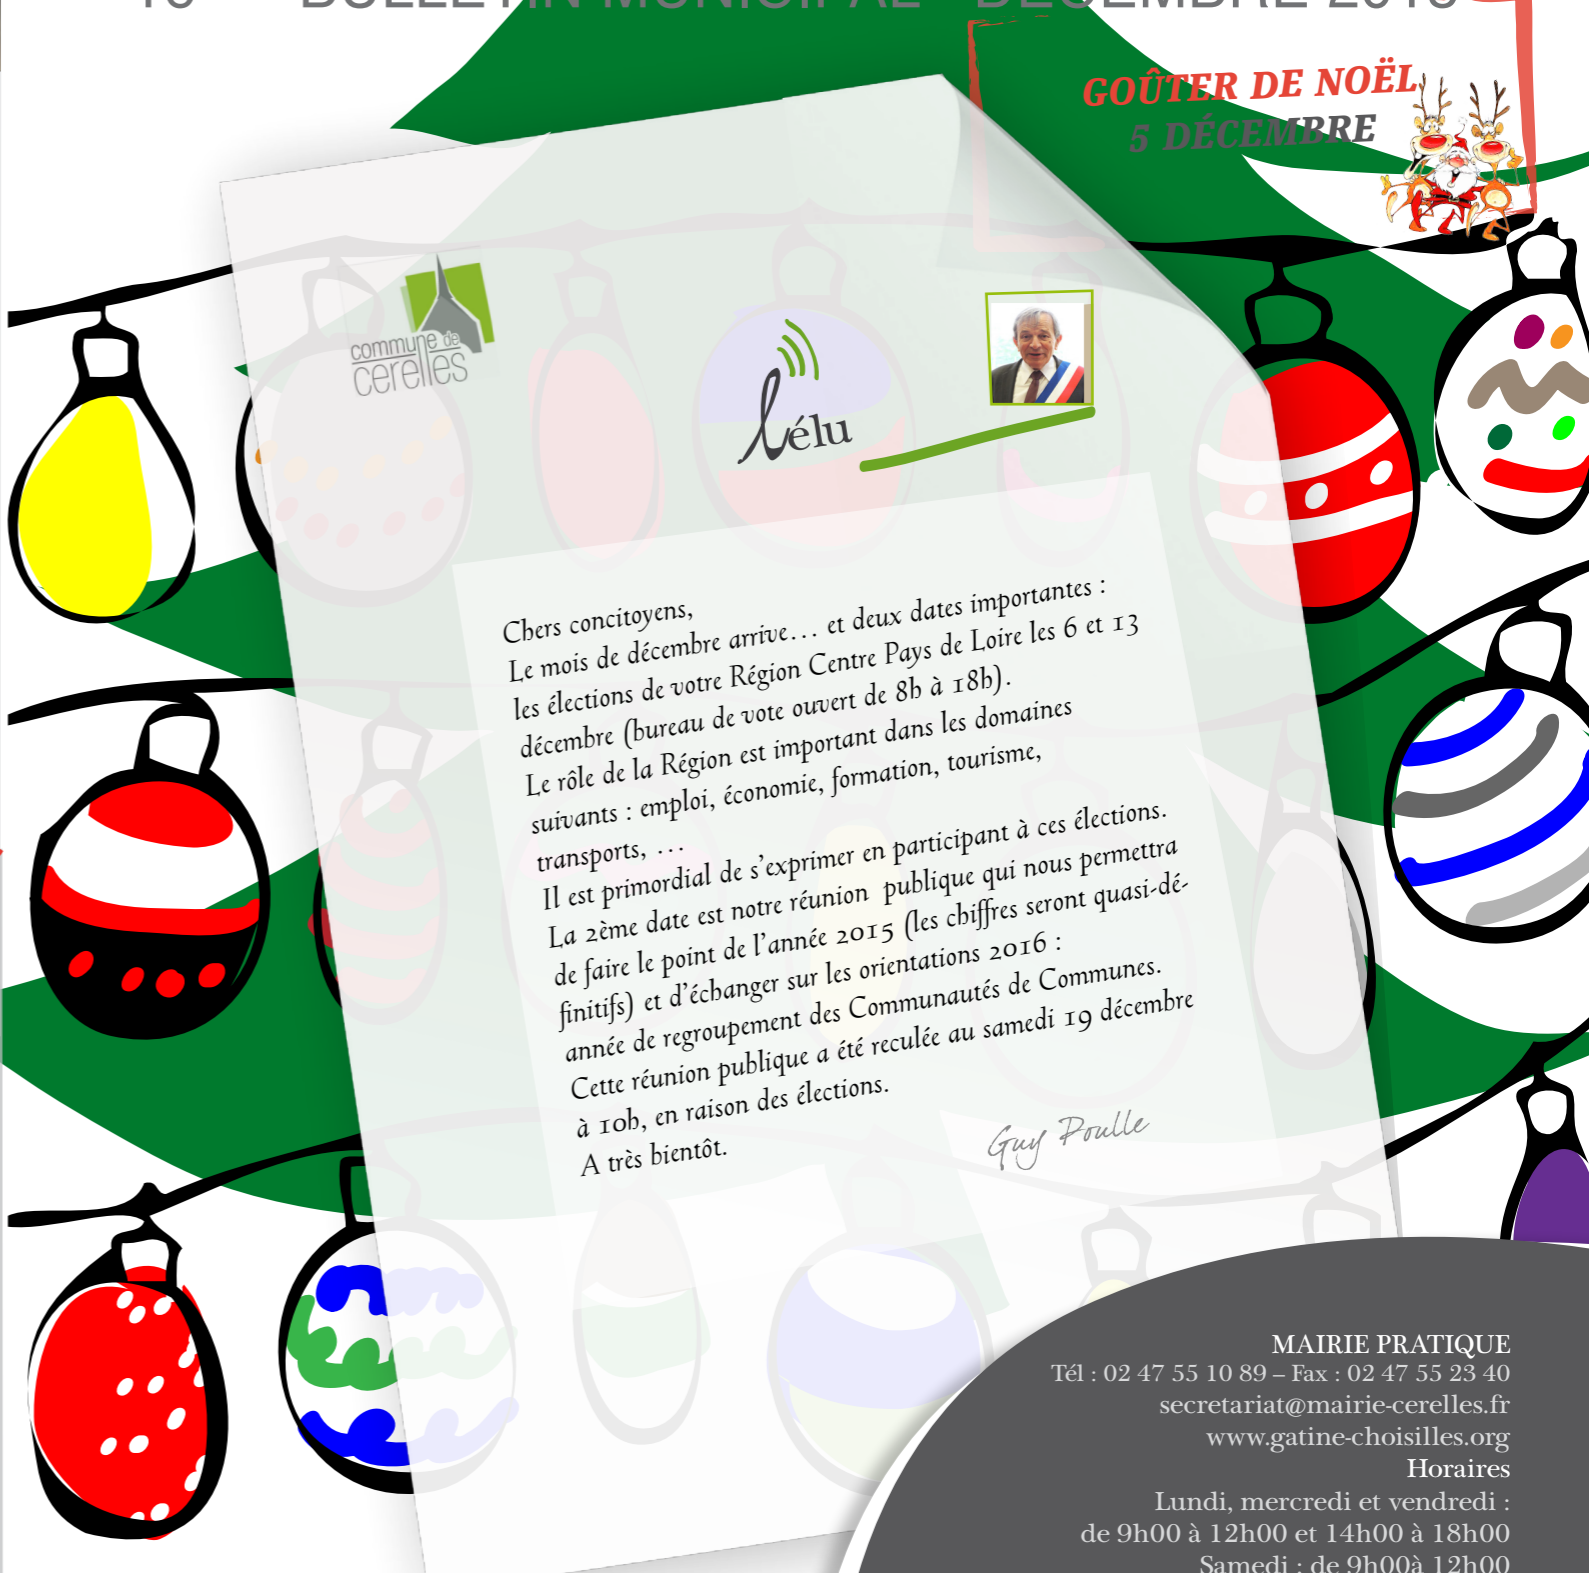 BULLETIN MUNICIPAL - DÉCEMBRE 2015
GOÛTER DE NOËL
5 DÉCEMBRE
commune de
cerelles
l'élu
Chers concitoyens,
Le mois de décembre arrive… et deux dates importantes :
les élections de votre Région Centre Pays de Loire les 6 et 13
décembre (bureau de vote ouvert de 8h à 18h).
Le rôle de la Région est important dans les domaines
suivants : emploi, économie, formation, tourisme,
transports, …
Il est primordial de s’exprimer en participant à ces élections.
La 2ème date est notre réunion  publique qui nous permettra
de faire le point de l’année 2015 (les chiffres seront quasi-dé-
finitifs) et d’échanger sur les orientations 2016 :
année de regroupement des Communautés de Communes.
Cette réunion publique a été reculée au samedi 19 décembre
à 10h, en raison des élections.
A très bientôt.
Guy Poulle
MAIRIE PRATIQUE
Tél : 02 47 55 10 89 – Fax : 02 47 55 23 40
secretariat@mairie-cerelles.fr
www.gatine-choisilles.org
Horaires
Lundi, mercredi et vendredi :
de 9h00 à 12h00 et 14h00 à 18h00
Samedi : de 9h00à 12h00